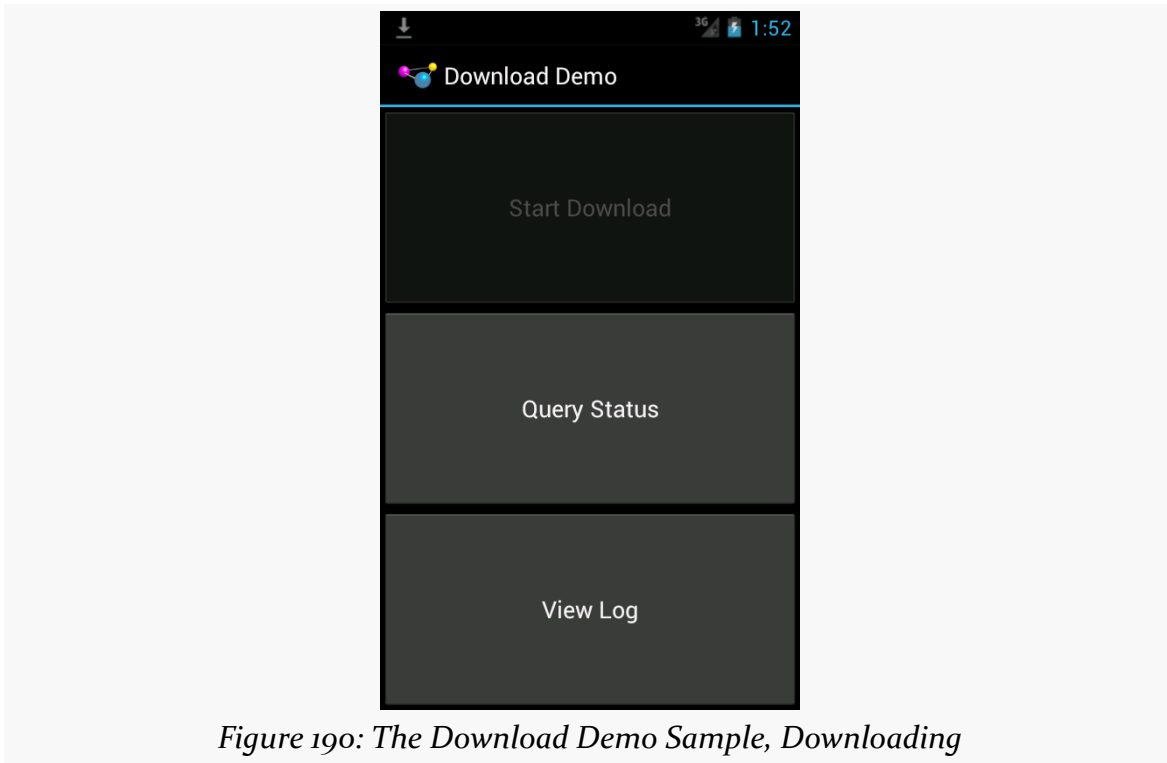 3G 1:52
Download Demo
Start Download
Query Status
View Log
Figure 190: The Download Demo Sample, Downloading